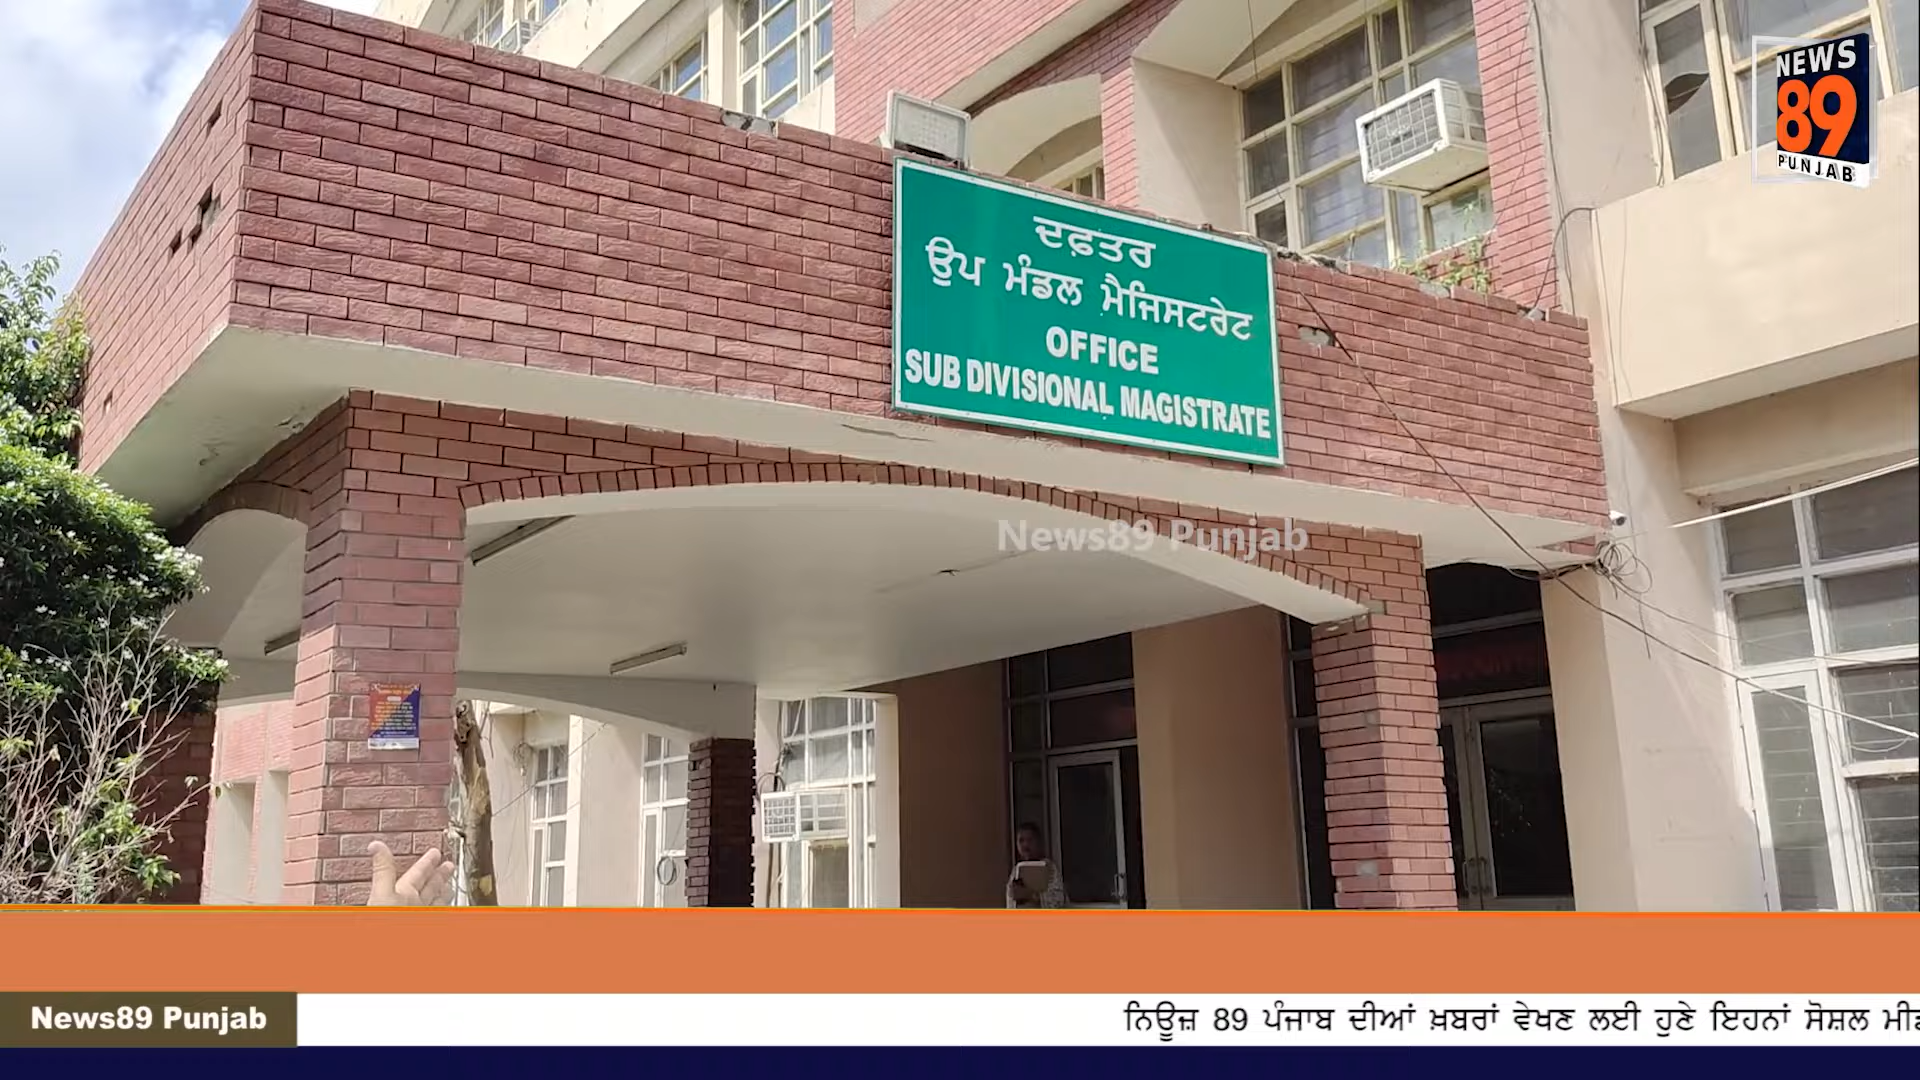 NEWS
89
PUNJAB
ਦਫ਼ਤਰ
ਉਪ ਮੰਡਲ ਮੈਜਿਸਟਰੇਟ
OFFICE
SUB DIVISIONAL MAGISTRATE
News89 Punjab
News89 Punjab
ਨਿਊਜ਼ 89 ਪੰਜਾਬ ਦੀਆਂ ਖ਼ਬਰਾਂ ਵੇਖਣ ਲਈ ਹੁਣੇ ਇਹਨਾਂ ਸੋਸ਼ਲ